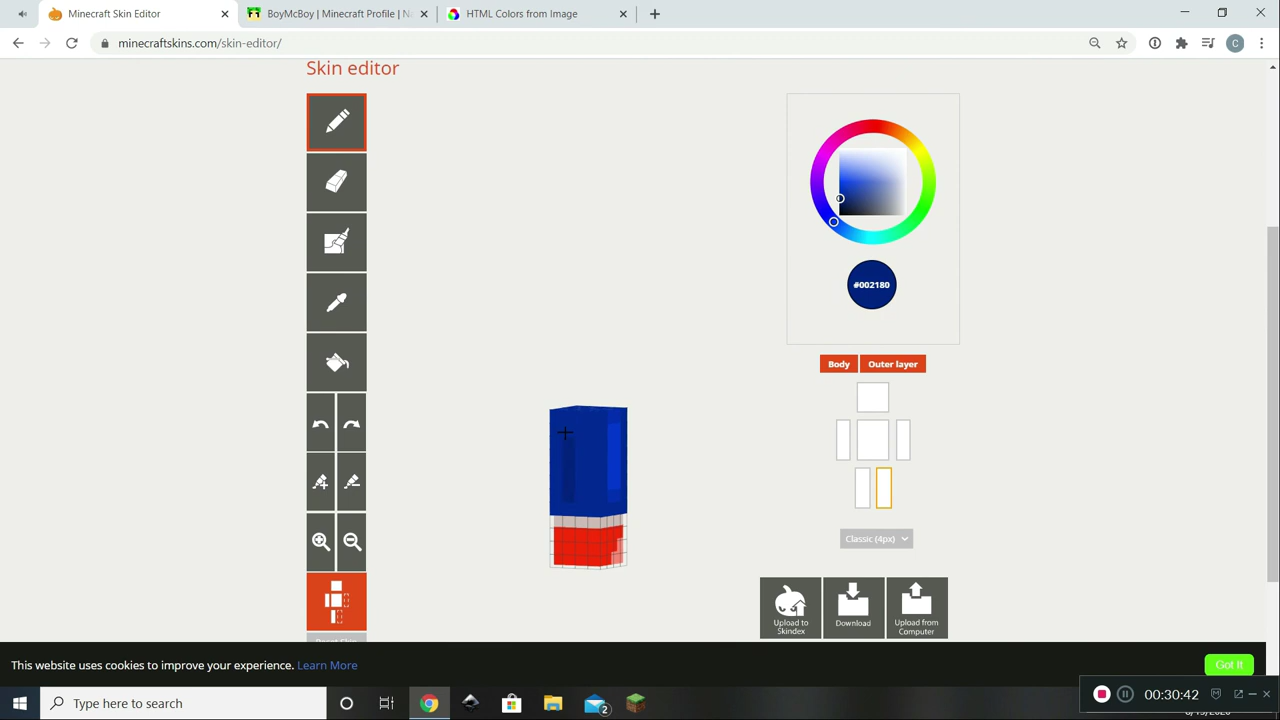 Minecraft Skin Editor
BoyMcBoy | Minecraft Profile | N
HTML Colors from Image
minecraftskins.com/skin-editor/
Skin editor
#002180
Body
Outer layer
Classic (4px)
Upload to Skindex
Download
Upload from Computer
This website uses cookies to improve your experience. Learn More
Got It
Type here to search
2
00:30:42